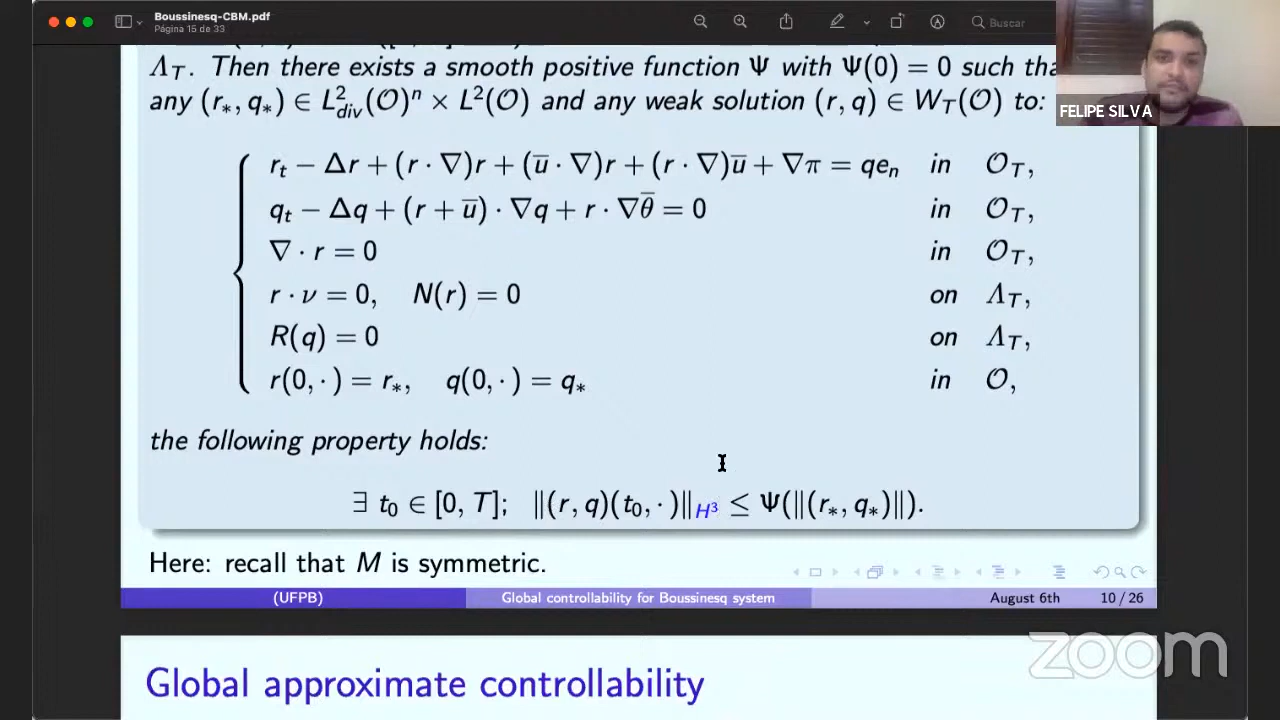 Boussinesq-CBM.pdf
Página 15 de 33
Buscar
FELIPE SILVA
Λ_T. Then there exists a smooth positive function Ψ with Ψ(0) = 0 such tha
any (r_*, q_*) ∈ L²_div(𝒪)ⁿ × L²(𝒪) and any weak solution (r, q) ∈ W_T(𝒪) to:
r_t − Δr + (r · ∇)r + (u̅ · ∇)r + (r · ∇)u̅ + ∇π = qe_n in 𝒪_T,
q_t − Δq + (r + u̅) · ∇q + r · ∇θ̅ = 0 in 𝒪_T,
∇ · r = 0 in 𝒪_T,
r · ν = 0, N(r) = 0 on Λ_T,
R(q) = 0 on Λ_T,
r(0, ·) = r_*, q(0, ·) = q_* in 𝒪,
the following property holds:
∃ t₀ ∈ [0, T]; ‖(r, q)(t₀, ·)‖_H³ ≤ Ψ(‖(r_*, q_*)‖).
Here: recall that M is symmetric.
(UFPB) Global controllability for Boussinesq system August 6th 10 / 26
Global approximate controllability
zoom